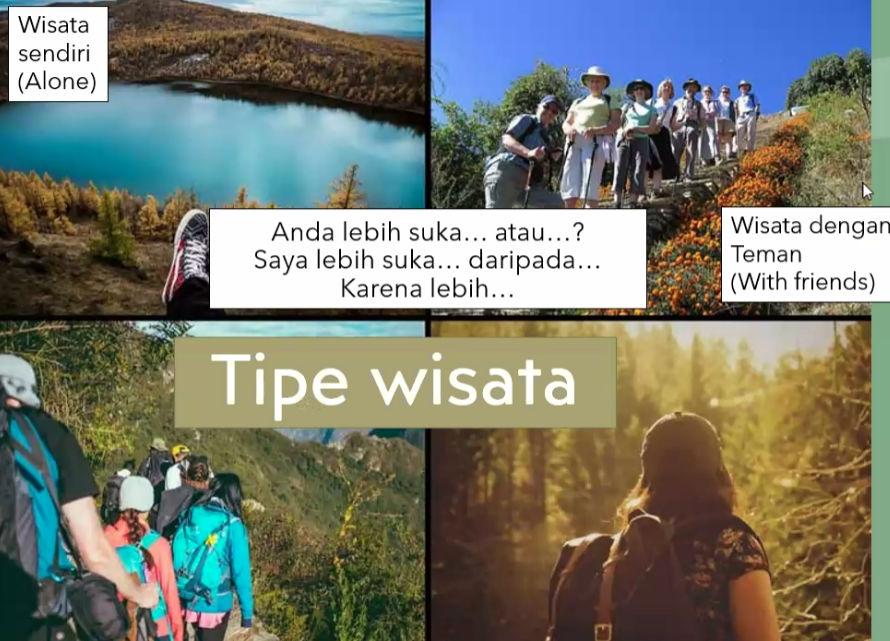 Wisata
sendiri
(Alone)
Anda lebih suka... atau...?
Saya lebih suka... daripada...
Karena lebih...
Wisata dengan
Teman
(With friends)
Tipe wisata